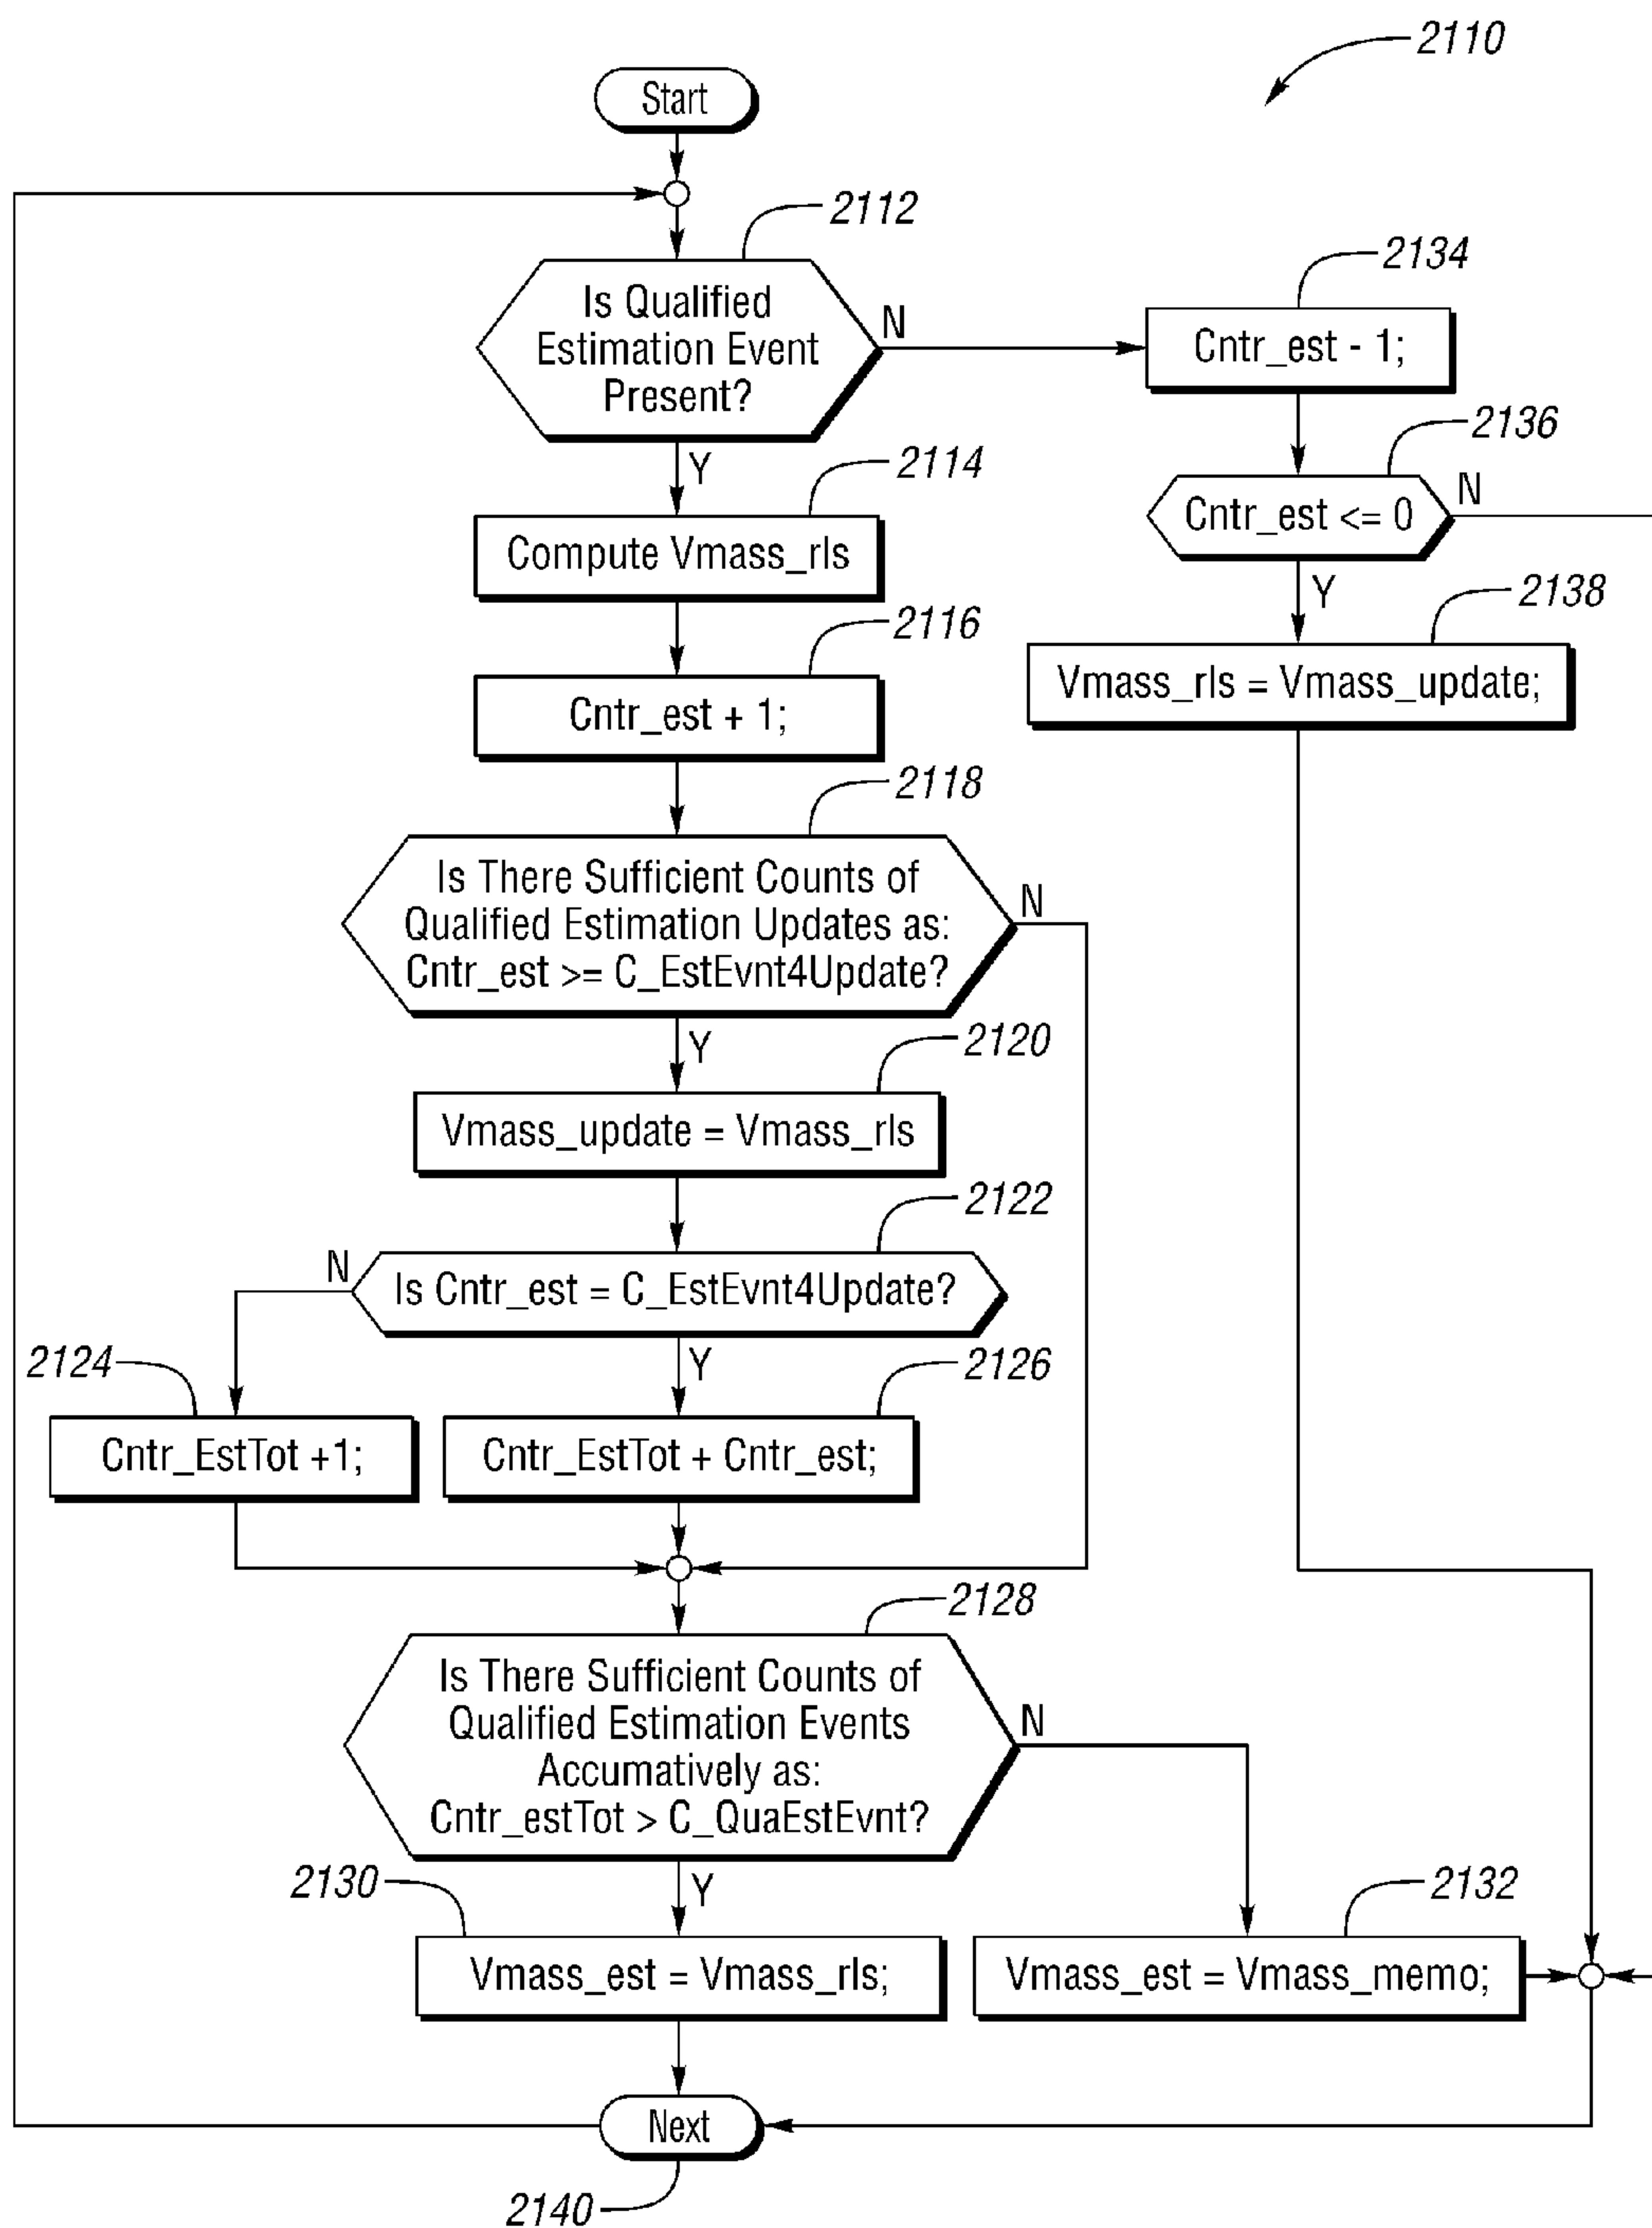 2110
Start
2112
Is Qualified
Estimation Event
Present?
N
Y
2134
Cntr_est - 1;
2136
Cntr_est <= 0
N
Y
2138
Vmass_rls = Vmass_update;
2114
Compute Vmass_rls
2116
Cntr_est + 1;
2118
Is There Sufficient Counts of
Qualified Estimation Updates as:
Cntr_est >= C_EstEvnt4Update?
N
Y
2120
Vmass_update = Vmass_rls
2122
Is Cntr_est = C_EstEvnt4Update?
N
Y
2124
Cntr_EstTot +1;
2126
Cntr_EstTot + Cntr_est;
2128
Is There Sufficient Counts of
Qualified Estimation Events
Accumatively as:
Cntr_estTot > C_QuaEstEvnt?
N
Y
2130
Vmass_est = Vmass_rls;
2132
Vmass_est = Vmass_memo;
Next
2140